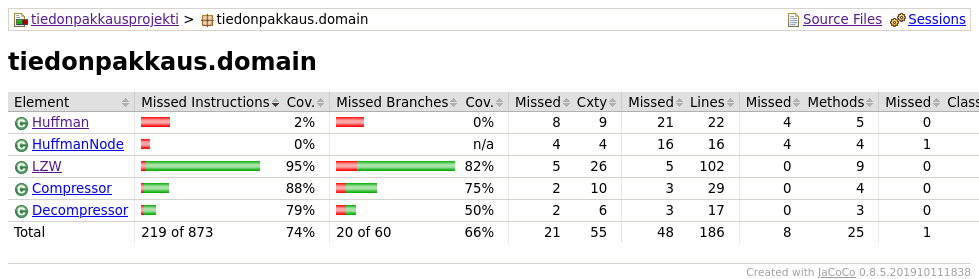 tiedonpakkausprojekti > tiedonpakkaus.domain Source Files Sessions
tiedonpakkaus.domain
Element Missed Instructions Cov. Missed Branches Cov. Missed Cxty Missed Lines Missed Methods Missed Class
Huffman 2% 0% 8 9 21 22 4 5 0
HuffmanNode 0% n/a 4 4 16 16 4 4 1
LZW 95% 82% 5 26 5 102 0 9 0
Compressor 88% 75% 2 10 3 29 0 4 0
Decompressor 79% 50% 2 6 3 17 0 3 0
Total 219 of 873 74% 20 of 60 66% 21 55 48 186 8 25 1
Created with JaCoCo 0.8.5.201910111838